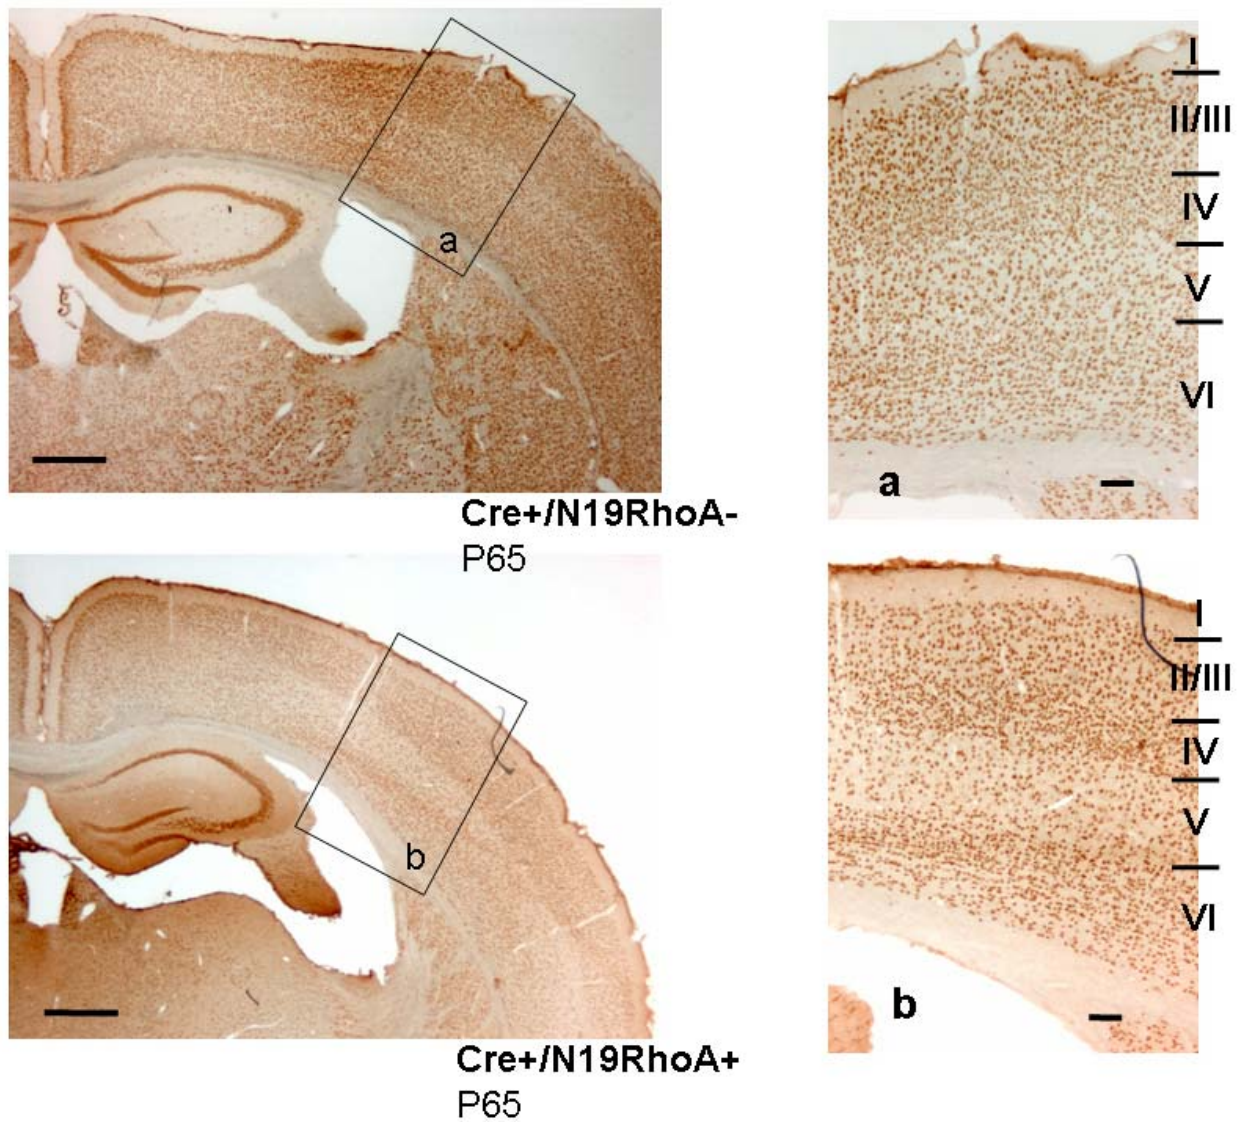 a
Cre+/N19RhoA-
P65
I
II/III
IV
V
VI
a
b
Cre+/N19RhoA+
P65
I
II/III
IV
V
VI
b